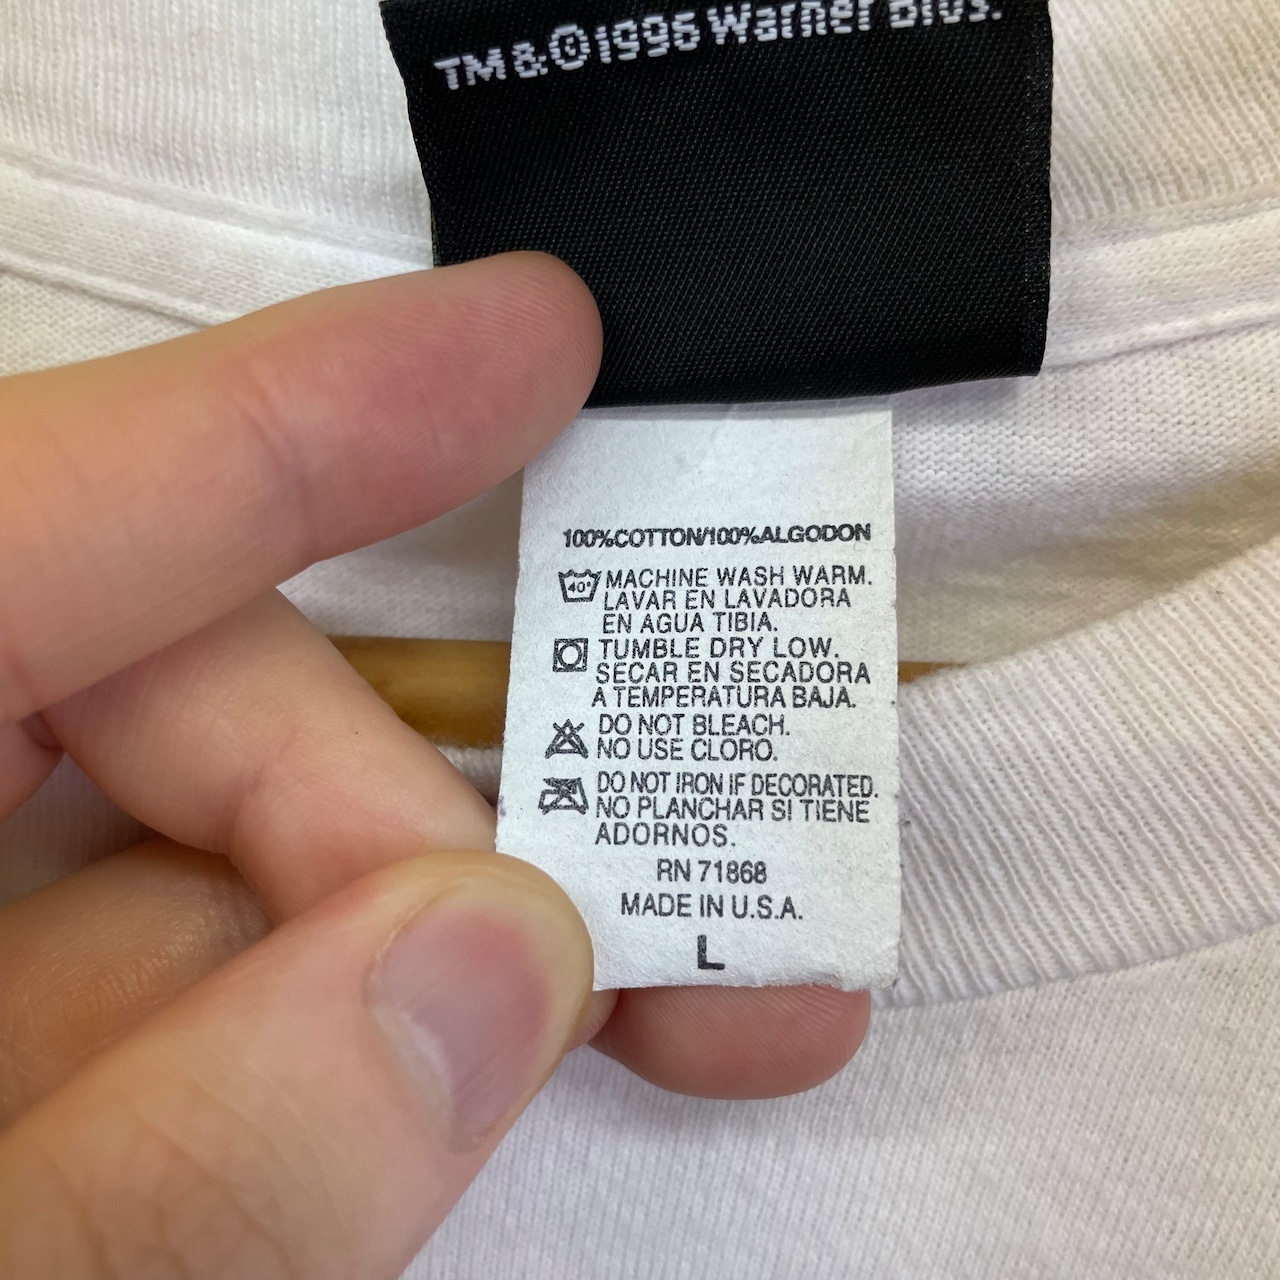 TM & ©1996 Warner Bros.
100%COTTON/100%ALGODON
40° MACHINE WASH WARM.
LAVAR EN LAVADORA
EN AGUA TIBIA.
TUMBLE DRY LOW.
SECAR EN SECADORA
A TEMPERATURA BAJA.
DO NOT BLEACH.
NO USE CLORO.
DO NOT IRON IF DECORATED.
NO PLANCHAR SI TIENE
ADORNOS.
RN 71868
MADE IN U.S.A.
L